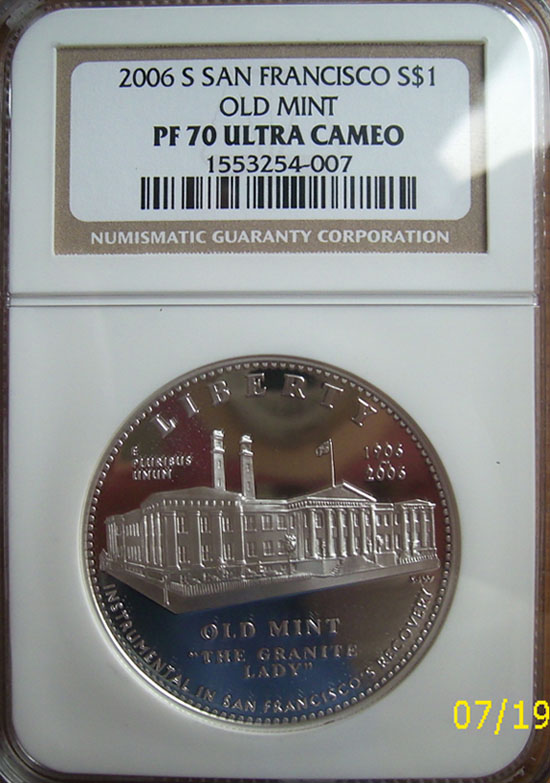 2006 S SAN FRANCISCO S$1
OLD MINT
PF 70 ULTRA CAMEO
1553254-007
NUMISMATIC GUARANTY CORPORATION
LIBERTY
E
PLURIBUS
UNUM
1906
2006
OLD MINT
"THE GRANITE
LADY"
INSTRUMENTAL IN SAN FRANCISCO'S RECOVERY
07/19